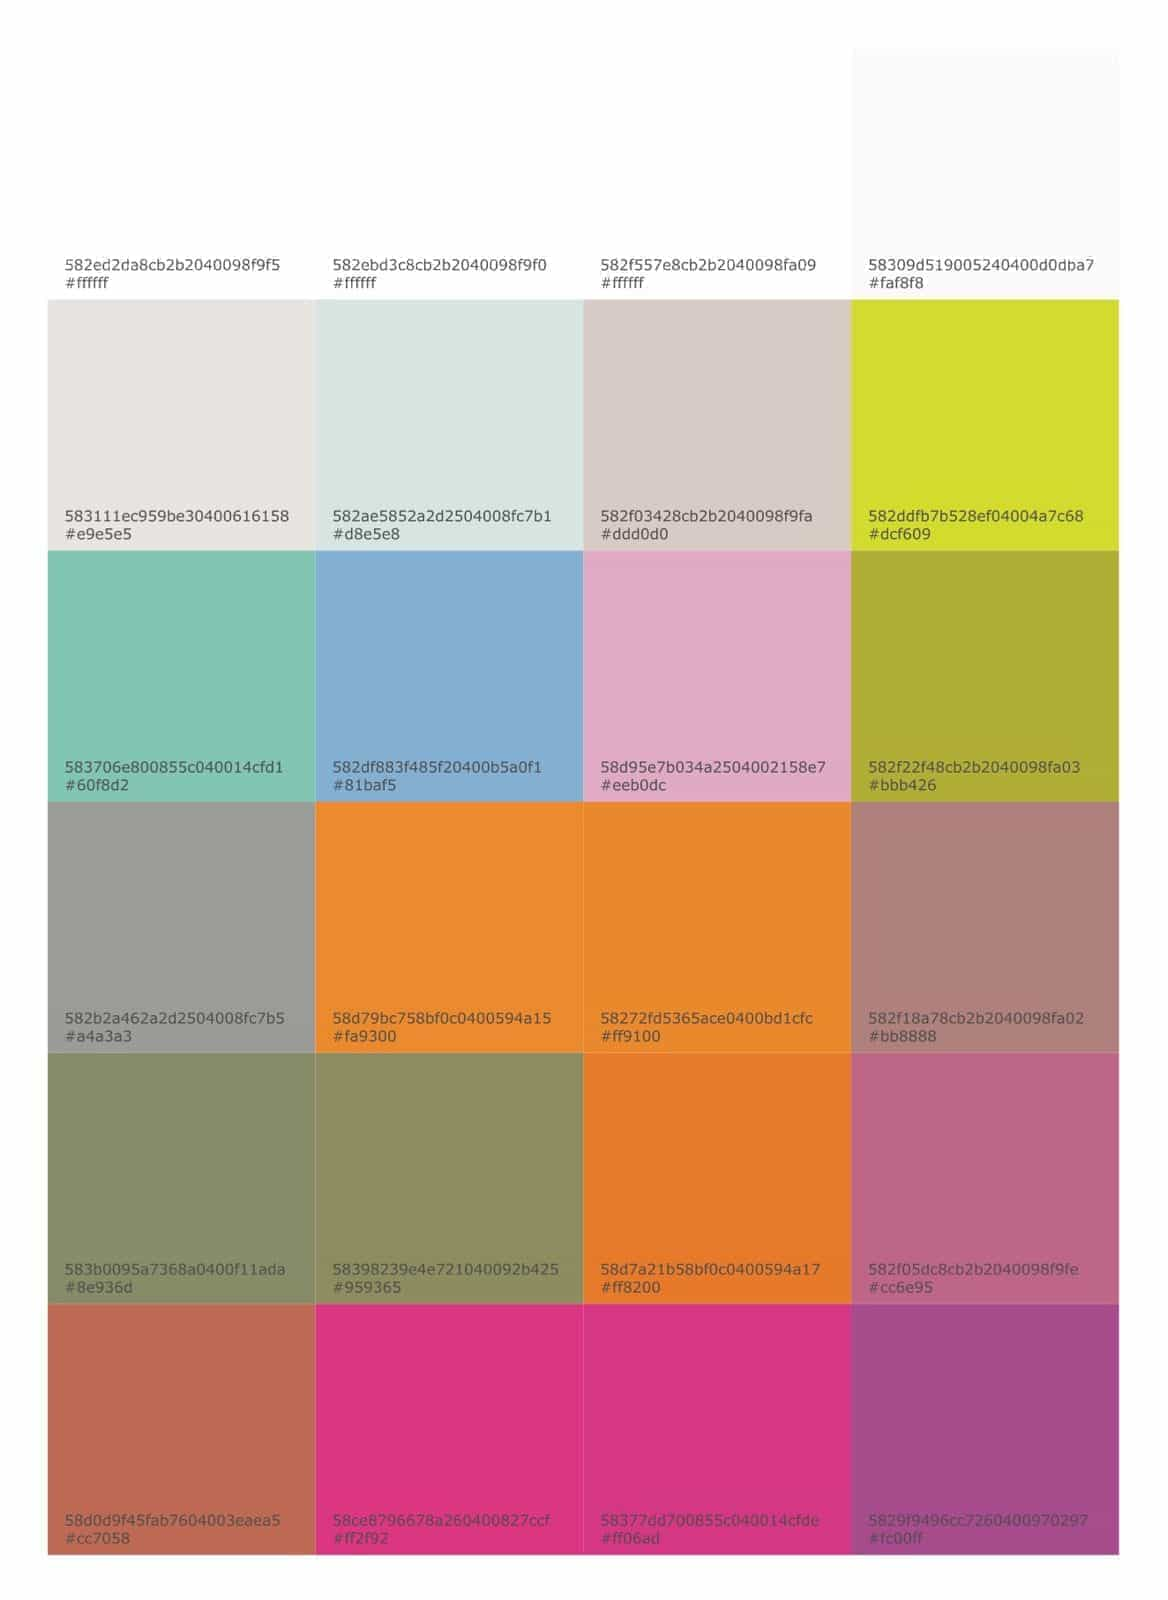 582ed2da8cb2b2040098f9f5
#ffffff
582ebd3c8cb2b2040098f9f0
#ffffff
582f557e8cb2b2040098fa09
#ffffff
58309d519005240400d0dba7
#faf8f8
583111ec959be30400616158
#e9e5e5
582ae5852a2d2504008fc7b1
#d8e5e8
582f03428cb2b2040098f9fa
#ddd0d0
582ddfb7b528ef04004a7c68
#dcf609
583706e800855c040014cfd1
#60f8d2
582df883f485f20400b5a0f1
#81baf5
58d95e7b034a2504002158e7
#eeb0dc
582f22f48cb2b2040098fa03
#bbb426
582b2a462a2d2504008fc7b5
#a4a3a3
58d79bc758bf0c0400594a15
#fa9300
58272fd5365ace0400bd1cfc
#ff9100
582f18a78cb2b2040098fa02
#bb8888
583b0095a7368a0400f11ada
#8e936d
58398239e4e721040092b425
#959365
58d7a21b58bf0c0400594a17
#ff8200
582f05dc8cb2b2040098f9fe
#cc6e95
58d0d9f45fab7604003eaea5
#cc7058
58ce8796678a260400827ccf
#ff2f92
58377dd700855c040014cfde
#ff06ad
5829f9496cc7260400970297
#fc00ff